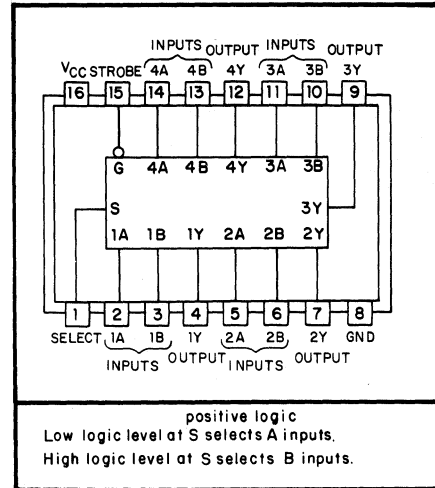 INPUTS OUTPUT INPUTS OUTPUT
VCC STROBE 4A 4B 4Y 3A 3B 3Y
16 15 14 13 12 11 10 9
G 4A 4B 4Y 3A 3B
S 3Y
1A 1B 1Y 2A 2B 2Y
1 2 3 4 5 6 7 8
SELECT 1A 1B 1Y 2A 2B 2Y GND
INPUTS OUTPUT INPUTS OUTPUT
positive logic
Low logic level at S selects A inputs.
High logic level at S selects B inputs.